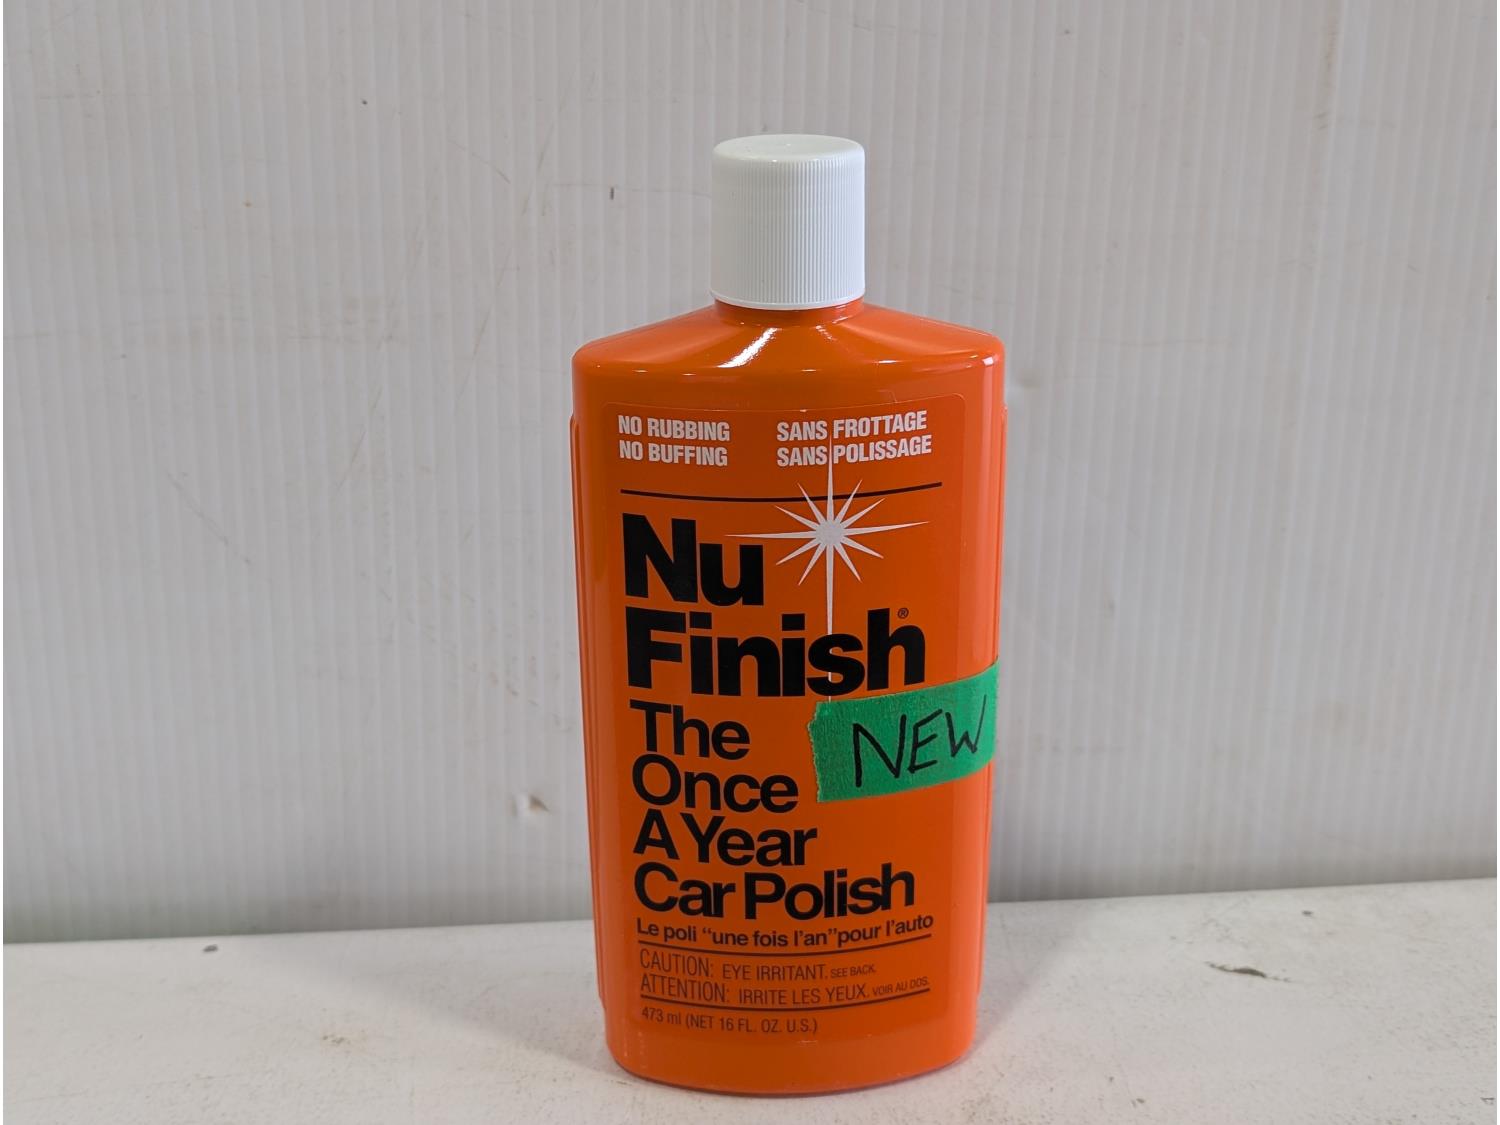 NO RUBBING
NO BUFFING
SANS FROTTAGE
SANS POLISSAGE
Nu
Finish®
The
Once
A Year
Car Polish
NEW
Le poli "une fois l'an" pour l'auto
CAUTION: EYE IRRITANT. SEE BACK.
ATTENTION: IRRITE LES YEUX. VOIR AU DOS.
473 ml (NET 16 FL. OZ. U.S.)